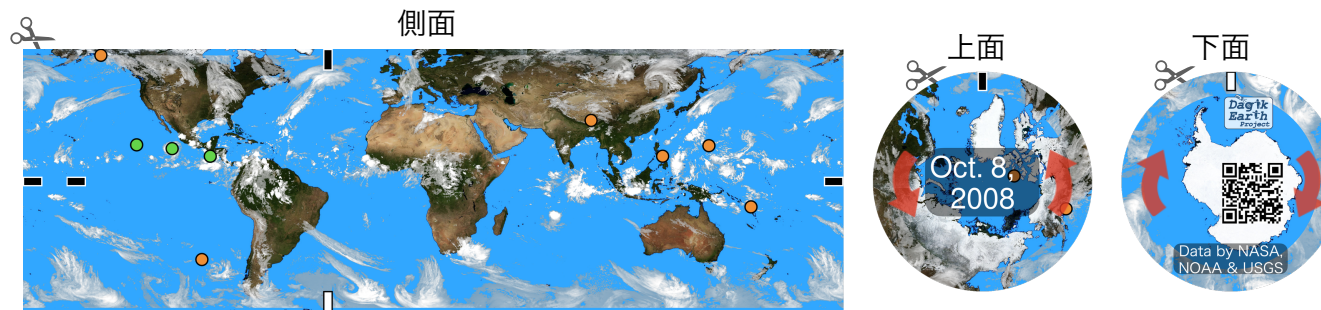 側面
上面
下面
Oct. 8,
2008
Dagik
Earth
Project
Data by NASA,
NOAA & USGS